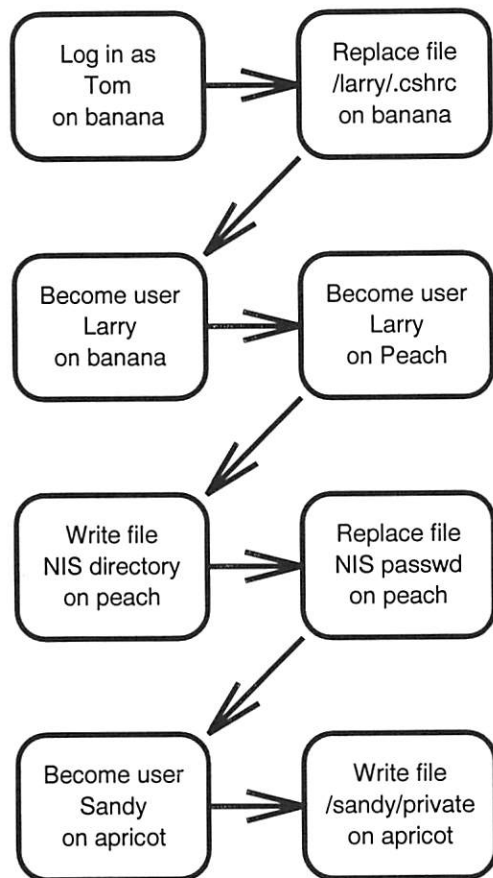 Log in as
Tom
on banana
Replace file
/larry/.cshrc
on banana
Become user
Larry
on banana
Become user
Larry
on Peach
Write file
NIS directory
on peach
Replace file
NIS passwd
on peach
Become user
Sandy
on apricot
Write file
/sandy/private
on apricot